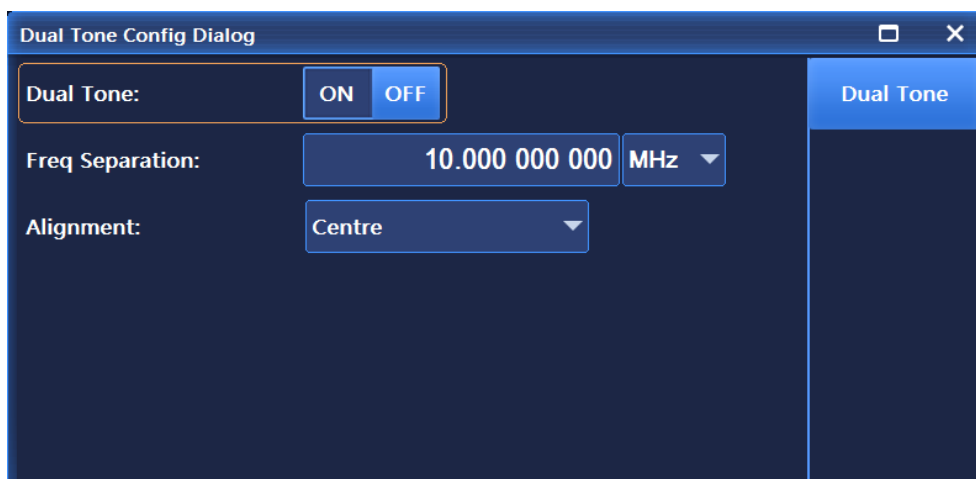 Dual Tone Config Dialog
Dual Tone: ON OFF
Dual Tone
Freq Separation: 10.000 000 000 MHz
Alignment: Centre